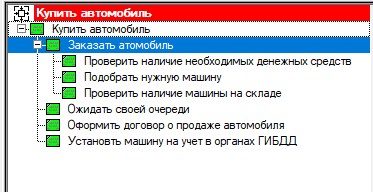 Купить автомобиль
Купить автомобиль
Заказать атомобиль
Проверить наличие необходимых денежных средств
Подобрать нужную машину
Проверить наличие машины на складе
Ожидать своей очереди
Оформить договор о продаже автомобиля
Установть машину на учет в органах ГИБДД